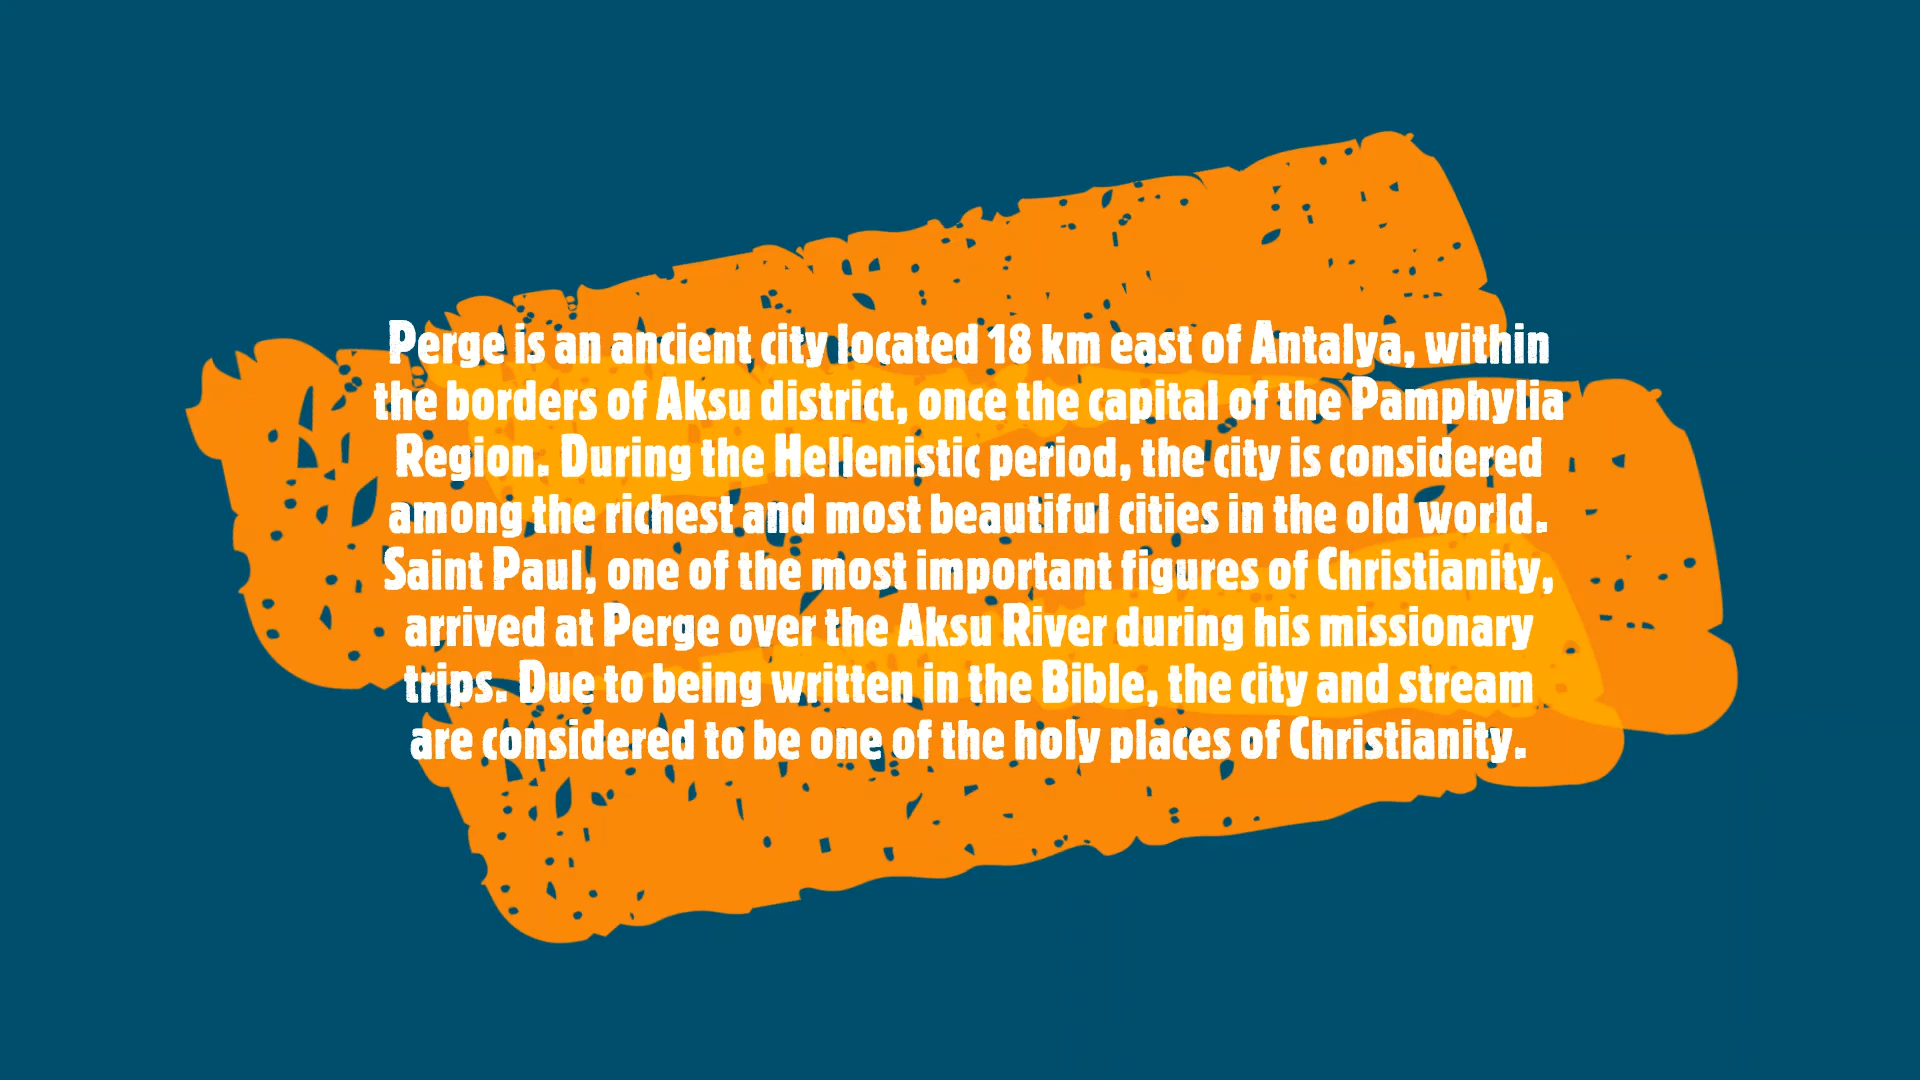 Perge is an ancient city located 18 km east of Antalya, within
the borders of Aksu district, once the capital of the Pamphylia
Region. During the Hellenistic period, the city is considered
among the richest and most beautiful cities in the old world.
Saint Paul, one of the most important figures of Christianity,
arrived at Perge over the Aksu River during his missionary
trips. Due to being written in the Bible, the city and stream
are considered to be one of the holy places of Christianity.